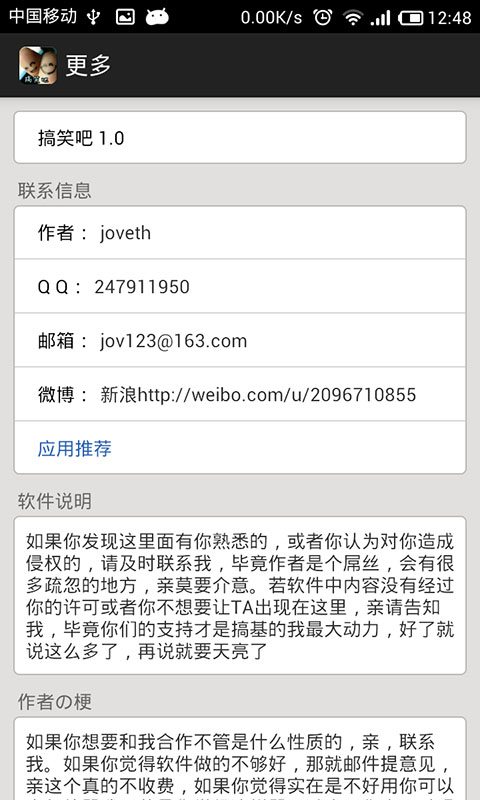 中国移动 0.00K/s 12:48
更多
搞笑吧 1.0
联系信息
作者： joveth
Q Q： 247911950
邮箱： jov123@163.com
微博： 新浪http://weibo.com/u/2096710855
应用推荐
软件说明
如果你发现这里面有你熟悉的，或者你认为对你造成
侵权的，请及时联系我，毕竟作者是个屌丝，会有很
多疏忽的地方，亲莫要介意。若软件中内容没有经过
你的许可或者你不想要让TA出现在这里，亲请告知
我，毕竟你们的支持才是搞基的我最大动力，好了就
说这么多了，再说就要天亮了
作者の梗
如果你想要和我合作不管是什么性质的，亲，联系
我。如果你觉得软件做的不够好，那就邮件提意见，
亲这个真的不收费，如果你觉得实在是不好用你可以